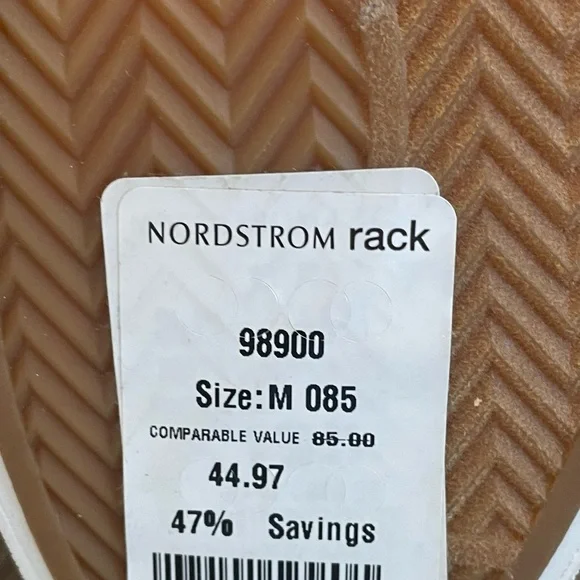 NORDSTROM rack
98900
Size: M 085
COMPARABLE VALUE 85.00
44.97
47% Savings